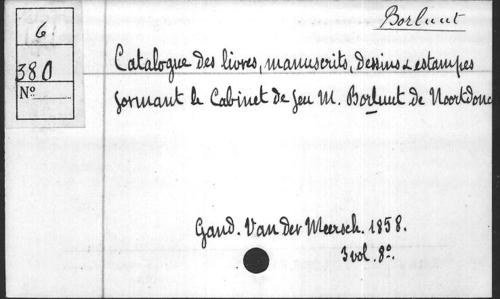 Borluut
6.
380
No
Catalogue des livres, manuscrits, dessins & estampes
formant le Cabinet de feu M. Borluut de Noortdonc
Gand. Van der Meersch. 1858.
3 vol. 8o.